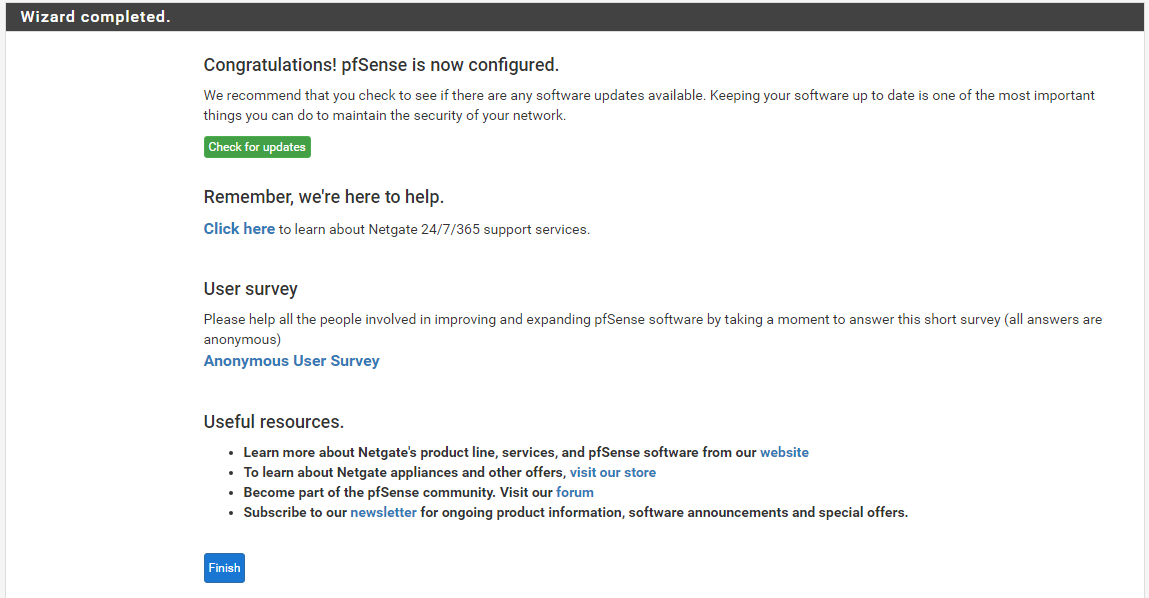 Wizard completed.
Congratulations! pfSense is now configured.
We recommend that you check to see if there are any software updates available. Keeping your software up to date is one of the most important
things you can do to maintain the security of your network.
Check for updates
Remember, we're here to help.
Click here to learn about Netgate 24/7/365 support services.
User survey
Please help all the people involved in improving and expanding pfSense software by taking a moment to answer this short survey (all answers are
anonymous)
Anonymous User Survey
Useful resources.
• Learn more about Netgate's product line, services, and pfSense software from our website
• To learn about Netgate appliances and other offers, visit our store
• Become part of the pfSense community. Visit our forum
• Subscribe to our newsletter for ongoing product information, software announcements and special offers.
Finish